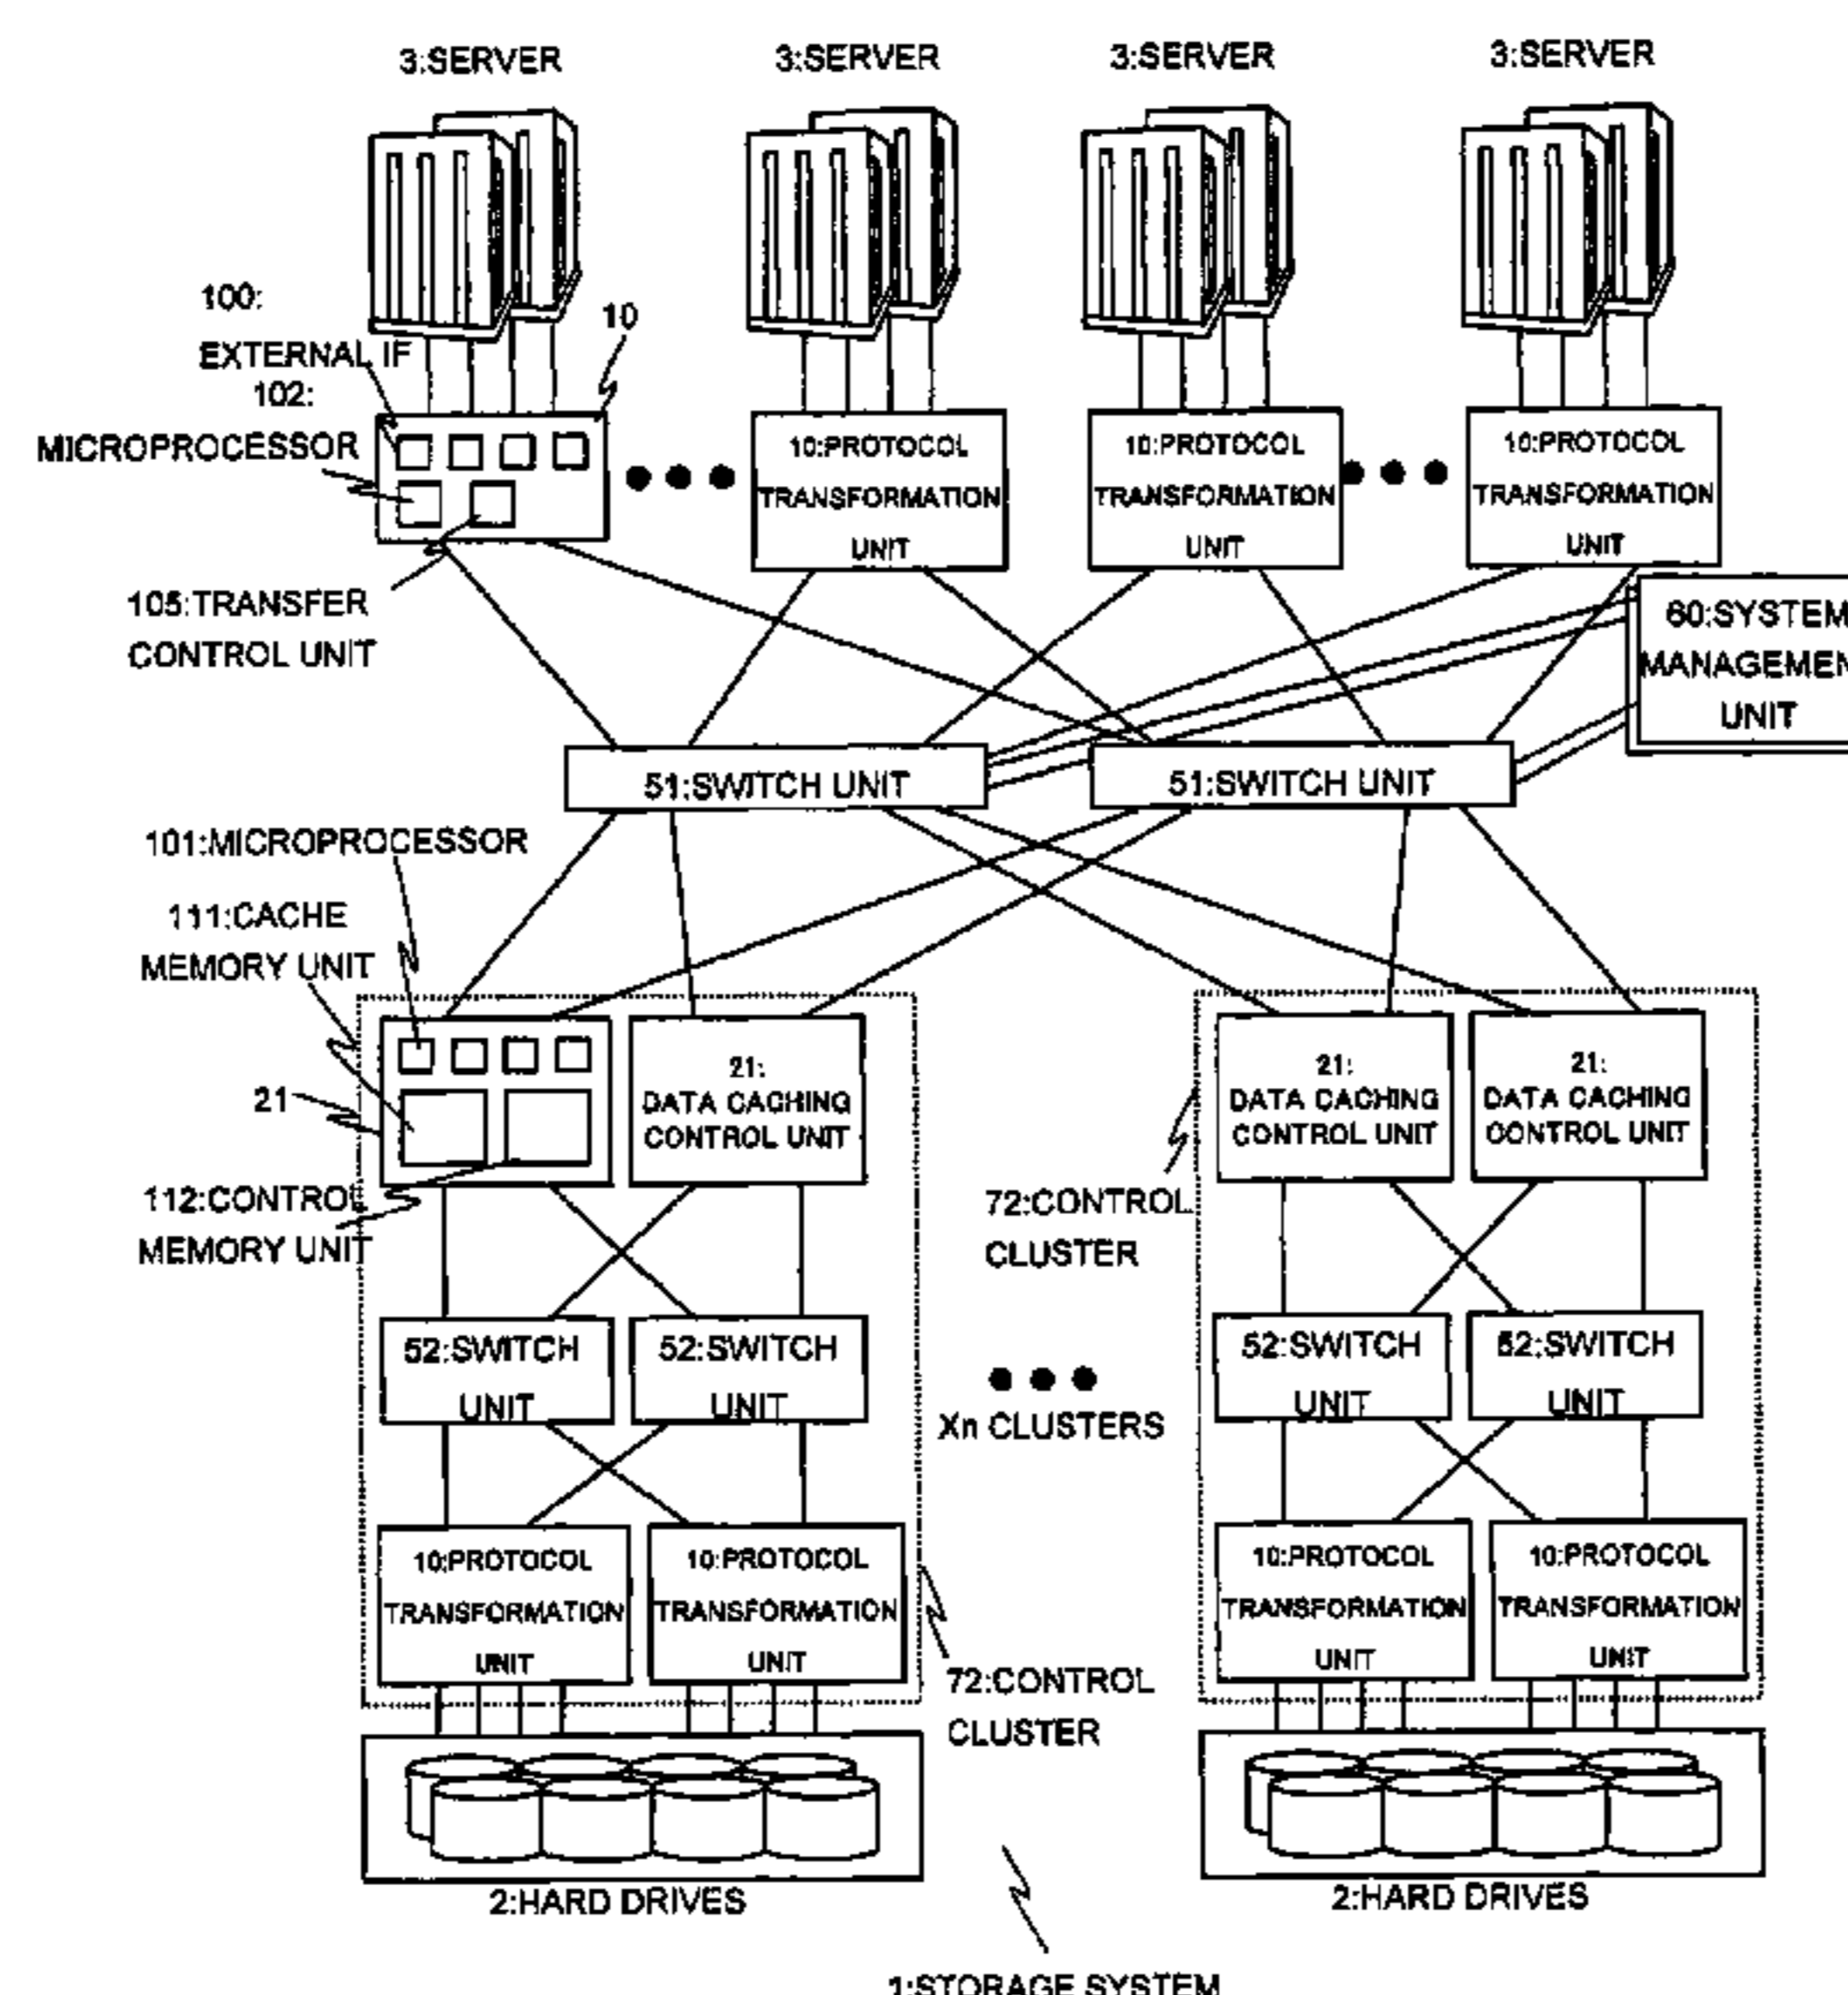 3:SERVER
3:SERVER
3:SERVER
3:SERVER
100:
EXTERNAL IF
10
102:
MICROPROCESSOR
10:PROTOCOL
TRANSFORMATION
UNIT
10:PROTOCOL
TRANSFORMATION
UNIT
10:PROTOCOL
TRANSFORMATION
UNIT
105:TRANSFER
CONTROL UNIT
60:SYSTEM
MANAGEMEN
UNIT
51:SWITCH UNIT
51:SWITCH UNIT
101:MICROPROCESSOR
111:CACHE
MEMORY UNIT
21
21:
DATA CACHING
CONTROL UNIT
21:
DATA CACHING
CONTROL UNIT
21:
DATA CACHING
CONTROL UNIT
112:CONTROL
MEMORY UNIT
72:CONTROL
CLUSTER
52:SWITCH
UNIT
52:SWITCH
UNIT
52:SWITCH
UNIT
52:SWITCH
UNIT
Xn CLUSTERS
10:PROTOCOL
TRANSFORMATION
UNIT
10:PROTOCOL
TRANSFORMATION
UNIT
10:PROTOCOL
TRANSFORMATION
UNIT
10:PROTOCOL
TRANSFORMATION
UNIT
72:CONTROL
CLUSTER
2:HARD DRIVES
2:HARD DRIVES
1:STORAGE SYSTEM